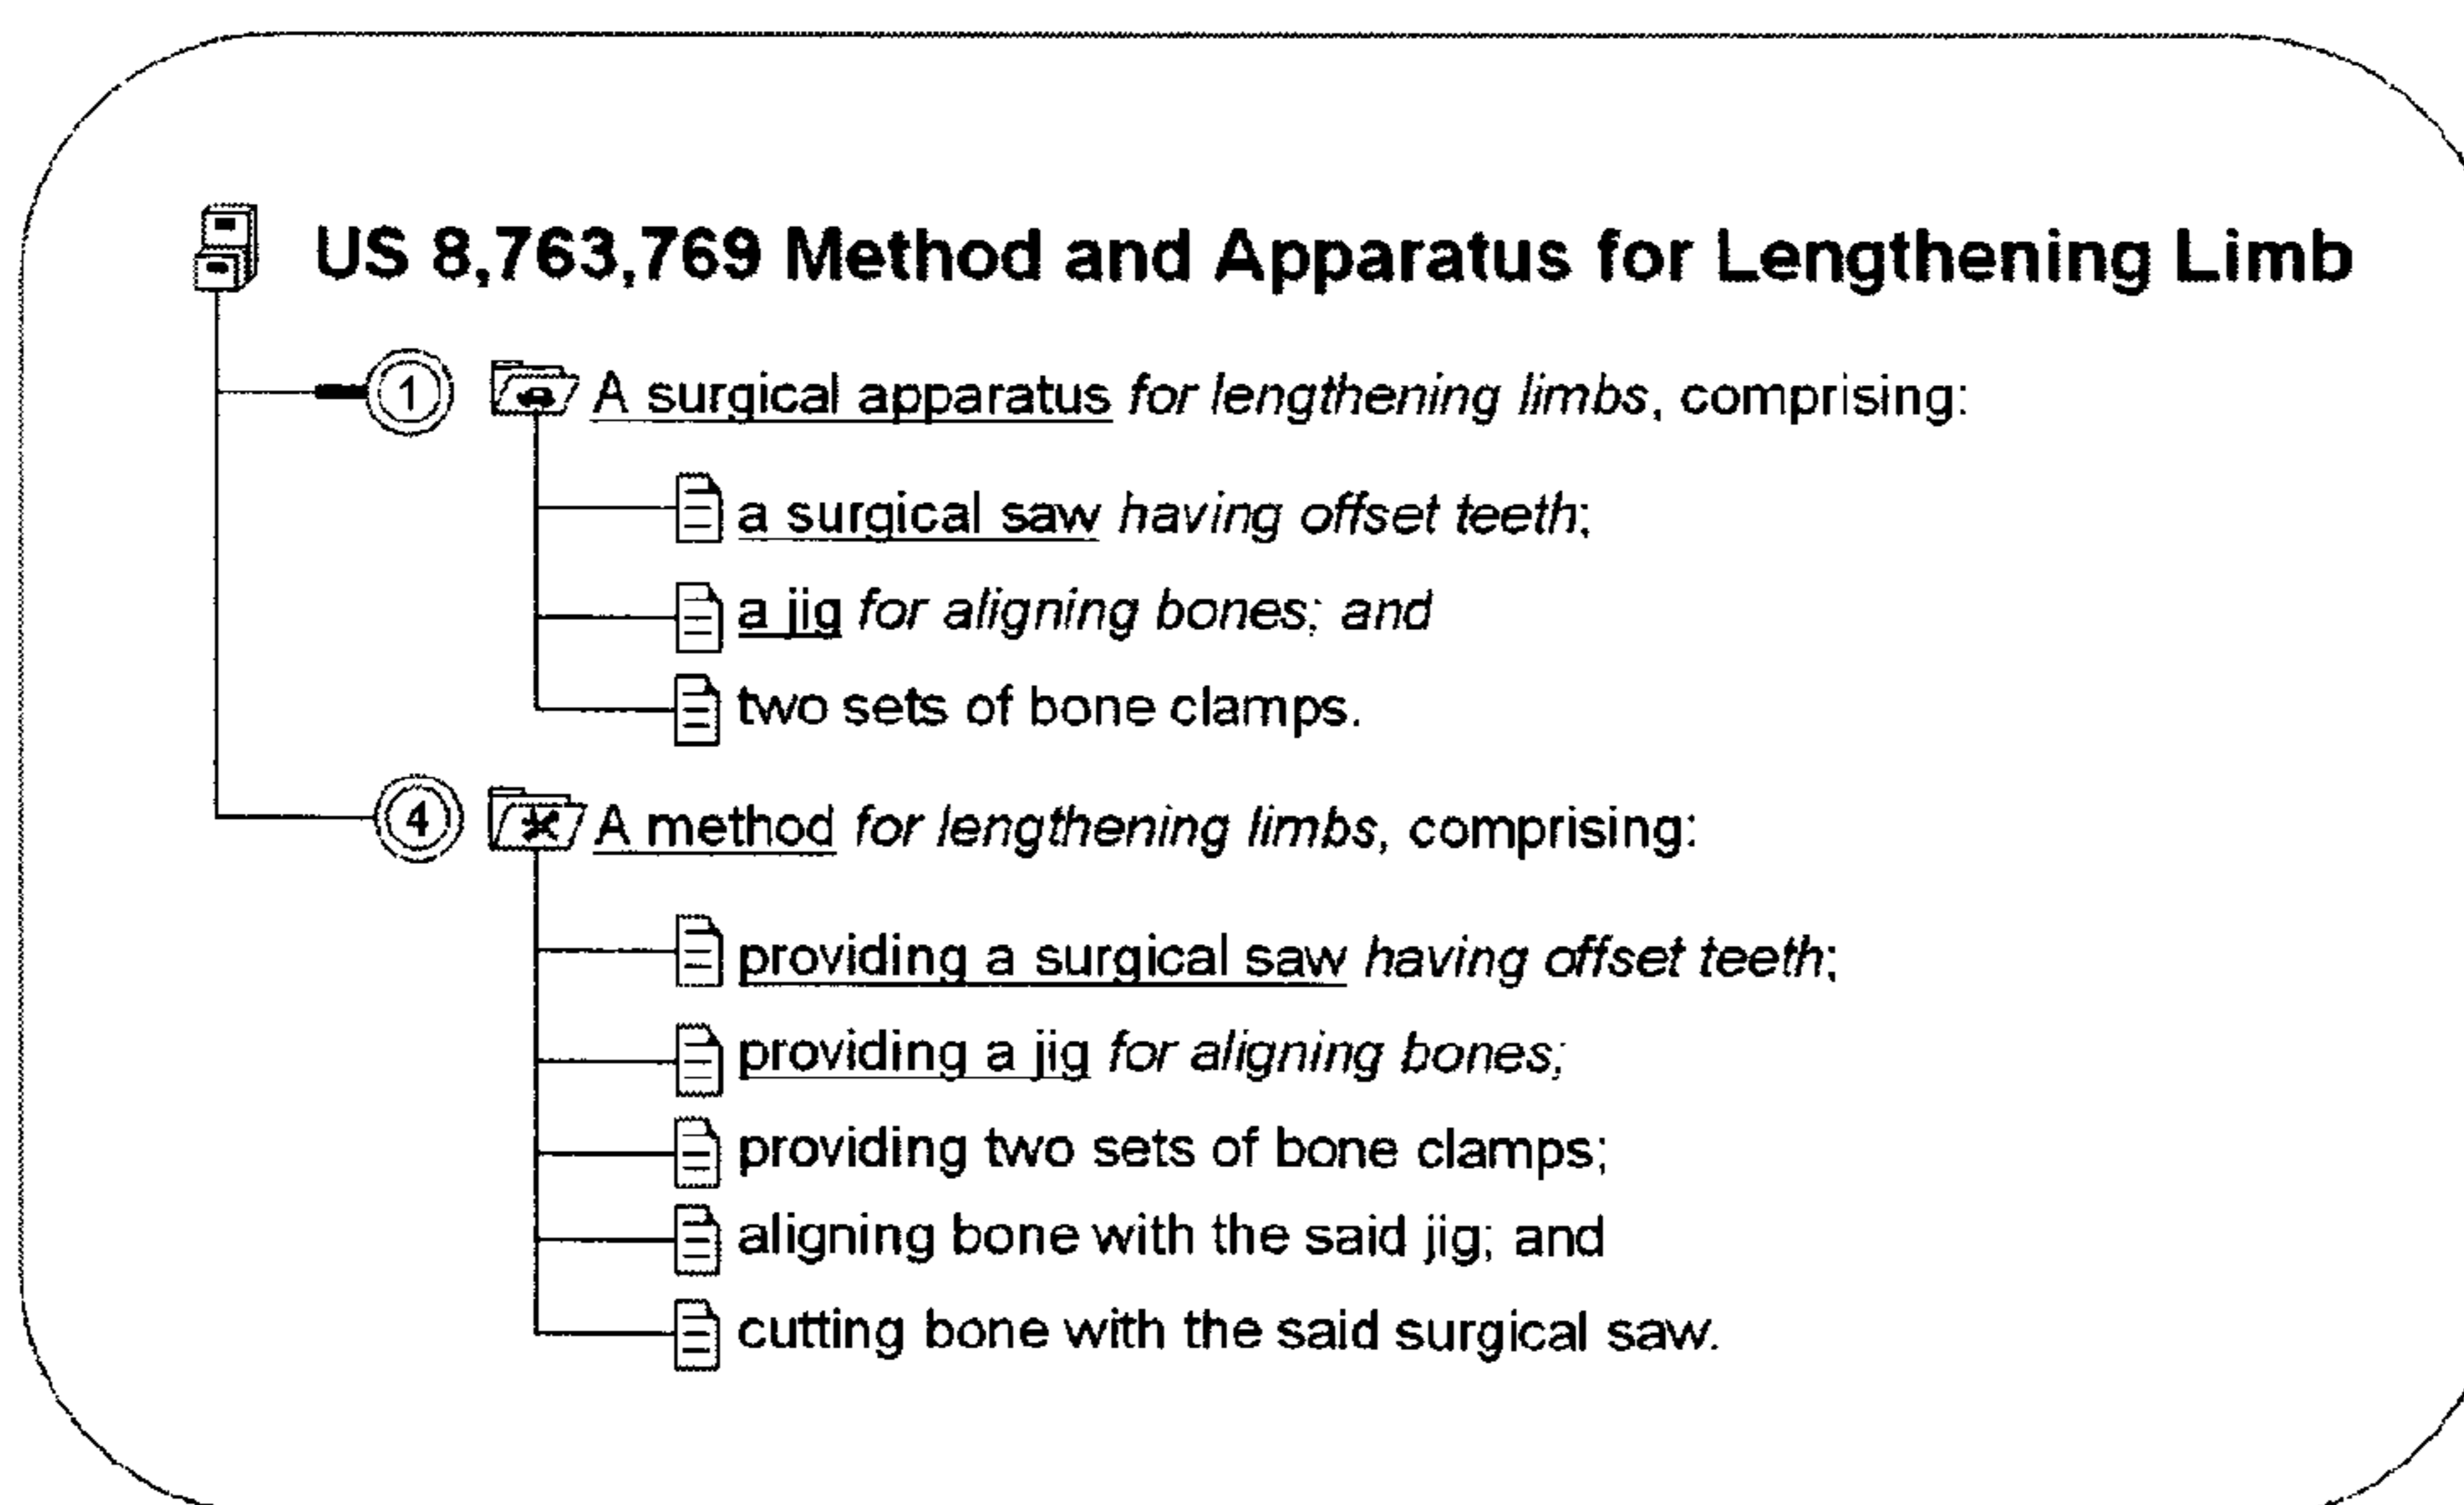 US 8,763,769 Method and Apparatus for Lengthening Limb
1 A surgical apparatus for lengthening limbs, comprising:
a surgical saw having offset teeth;
a jig for aligning bones; and
two sets of bone clamps.
4 A method for lengthening limbs, comprising:
providing a surgical saw having offset teeth;
providing a jig for aligning bones;
providing two sets of bone clamps;
aligning bone with the said jig; and
cutting bone with the said surgical saw.